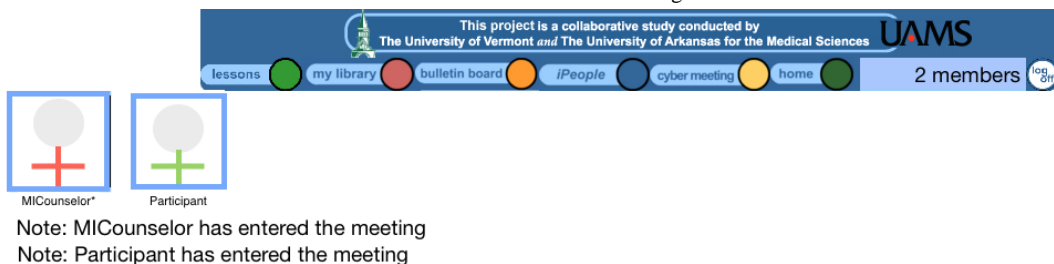 This project is a collaborative study conducted by
The University of Vermont and The University of Arkansas for the Medical Sciences
UAMS
lessons my library bulletin board iPeople cyber meeting home 2 members log off
MICounselor* Participant
Note: MICounselor has entered the meeting
Note: Participant has entered the meeting